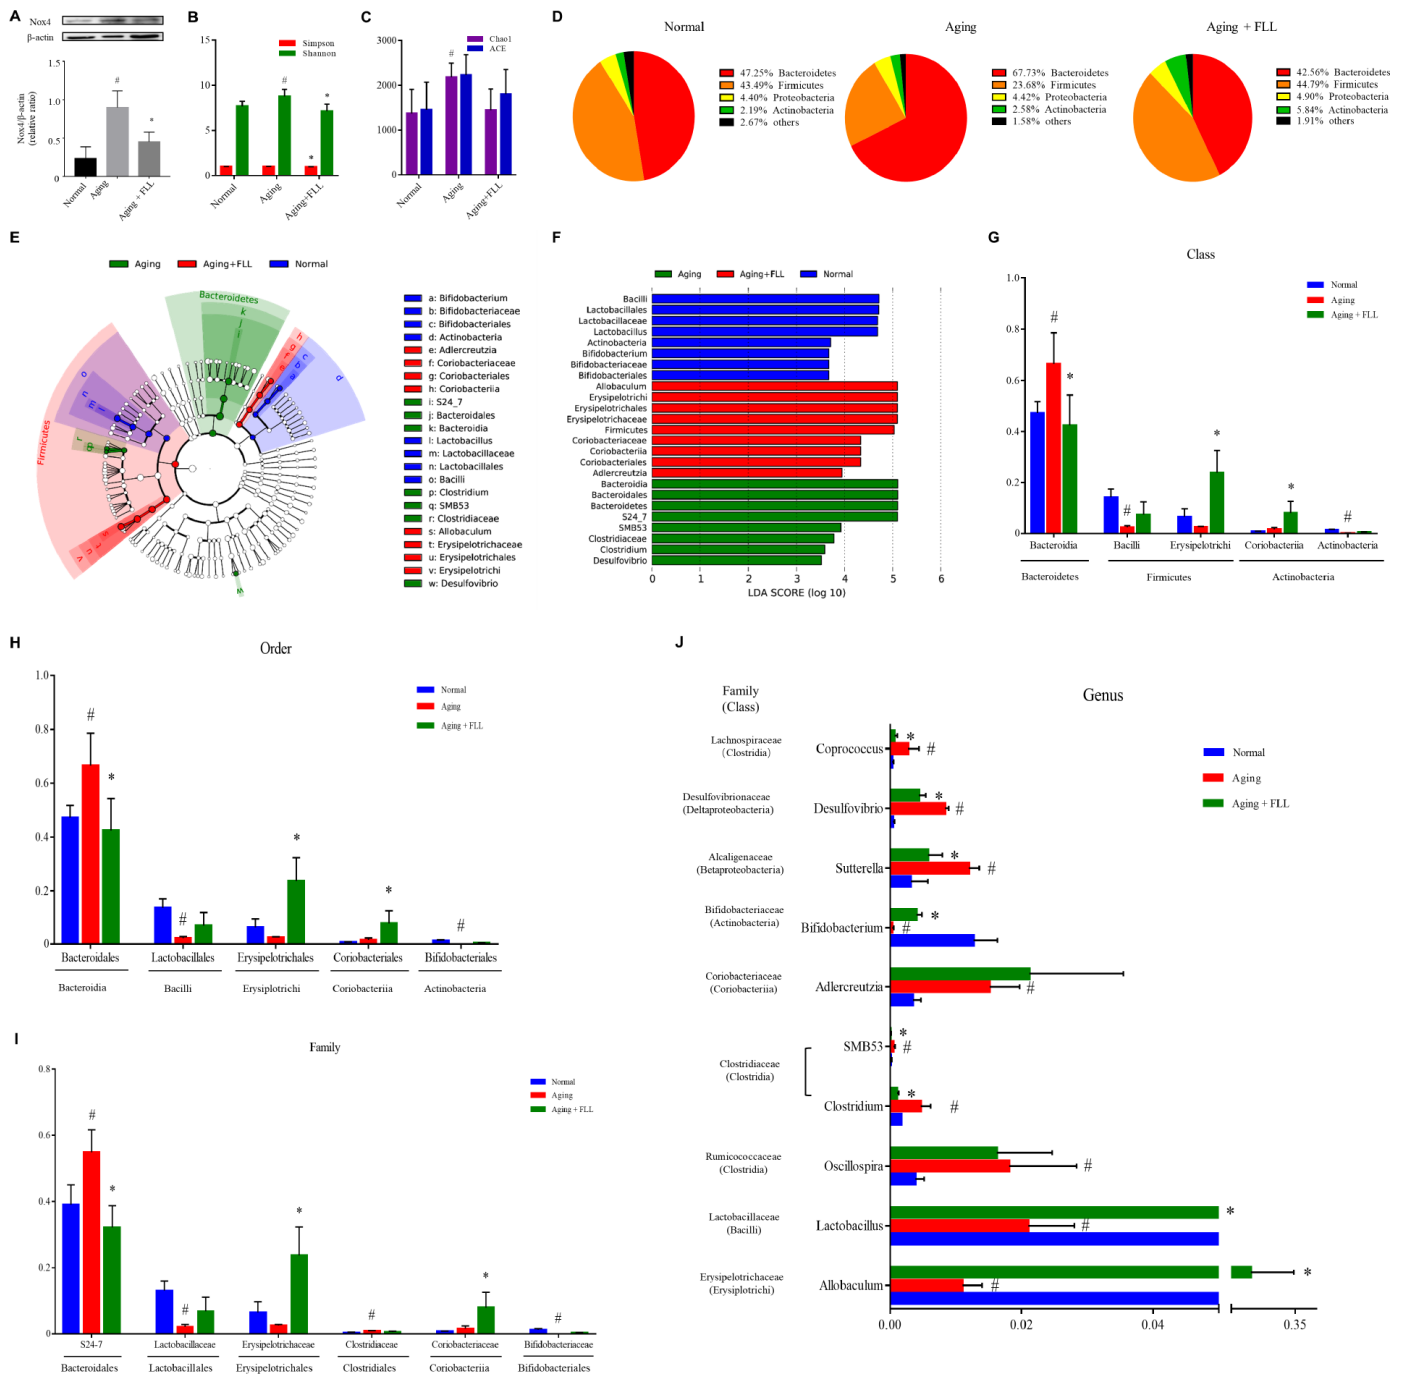 A
Nox4
β-actin
1.5
1.0
0.5
0
Nox4/β-actin
(relative ratio)
#
*
Normal
Aging
Aging + FLL
B
15
10
5
0
Simpson
Shannon
#
*
*
Normal
Aging
Aging+FLL
C
3000
2000
1000
0
Chao1
ACE
#
Normal
Aging
Aging+FLL
D
Normal
47.25% Bacteroidetes
43.49% Firmicutes
4.40% Proteobacteria
2.19% Actinobacteria
2.67% others
Aging
67.73% Bacteroidetes
23.68% Firmicutes
4.42% Proteobacteria
2.58% Actinobacteria
1.58% others
Aging + FLL
42.56% Bacteroidetes
44.79% Firmicutes
4.90% Proteobacteria
5.84% Actinobacteria
1.91% others
E
Aging
Aging+FLL
Normal
Bacteroidetes
k
j
i
h
g
f
e
d
c
b
a
o
n
m
l
r
q
p
Firmicutes
v
u
t
s
w
a: Bifidobacterium
b: Bifidobacteriaceae
c: Bifidobacteriales
d: Actinobacteria
e: Adlercreutzia
f: Coriobacteriaceae
g: Coriobacteriales
h: Coriobacteriia
i: S24_7
j: Bacteroidales
k: Bacteroidia
l: Lactobacillus
m: Lactobacillaceae
n: Lactobacillales
o: Bacilli
p: Clostridium
q: SMB53
r: Clostridiaceae
s: Allobaculum
t: Erysipelotrichaceae
u: Erysipelotrichales
v: Erysipelotrichi
w: Desulfovibrio
F
Aging
Aging+FLL
Normal
Bacilli
Lactobacillales
Lactobacillaceae
Lactobacillus
Actinobacteria
Bifidobacterium
Bifidobacteriaceae
Bifidobacteriales
Allobaculum
Erysipelotrichi
Erysipelotrichales
Erysipelotrichaceae
Firmicutes
Coriobacteriaceae
Coriobacteriia
Coriobacteriales
Adlercreutzia
Bacteroidia
Bacteroidales
Bacteroidetes
S24_7
SMB53
Clostridiaceae
Clostridium
Desulfovibrio
0 1 2 3 4 5 6
LDA SCORE (log 10)
G
Class
1.0
0.8
0.6
0.4
0.2
0
Normal
Aging
Aging + FLL
#
*
#
*
*
#
Bacteroidia Bacilli Erysipelotrichi Coriobacteriia Actinobacteria
Bacteroidetes Firmicutes Actinobacteria
H
Order
1.0
0.8
0.6
0.4
0.2
0
Normal
Aging
Aging + FLL
#
*
#
*
*
#
Bacteroidales Lactobacillales Erysipelotrichales Coriobacteriales Bifidobacteriales
Bacteroidia Bacilli Erysiplotrichi Coriobacteriia Actinobacteria
I
Family
0.8
0.6
0.4
0.2
0
Normal
Aging
Aging + FLL
#
*
#
*
#
*
#
S24-7 Lactobacillaceae Erysipelotrichaceae Clostridiaceae Coriobacteriaceae Bifidobacteriaceae
Bacteroidales Lactobacillales Erysipelotrichales Clostridiales Coriobacteriia Bifidobacteriales
J
Family
(Class)
Genus
Normal
Aging
Aging + FLL
Lachnospiraceae
(Clostridia)
Coprococcus
*
#
Desulfovibrionaceae
(Deltaproteobacteria)
Desulfovibrio
*
#
Alcaligenaceae
(Betaproteobacteria)
Sutterella
*
#
Bifidobacteriaceae
(Actinobacteria)
Bifidobacterium
*
#
Coriobacteriaceae
(Coriobacteriia)
Adlercreutzia
#
Clostridiaceae
(Clostridia)
SMB53
*
#
Clostridium
*
#
Rumicococcaceae
(Clostridia)
Oscillospira
#
Lactobacillaceae
(Bacilli)
Lactobacillus
*
#
Erysipelotrichaceae
(Erysiplotrichi)
Allobaculum
*
#
0.00 0.02 0.04 0.35